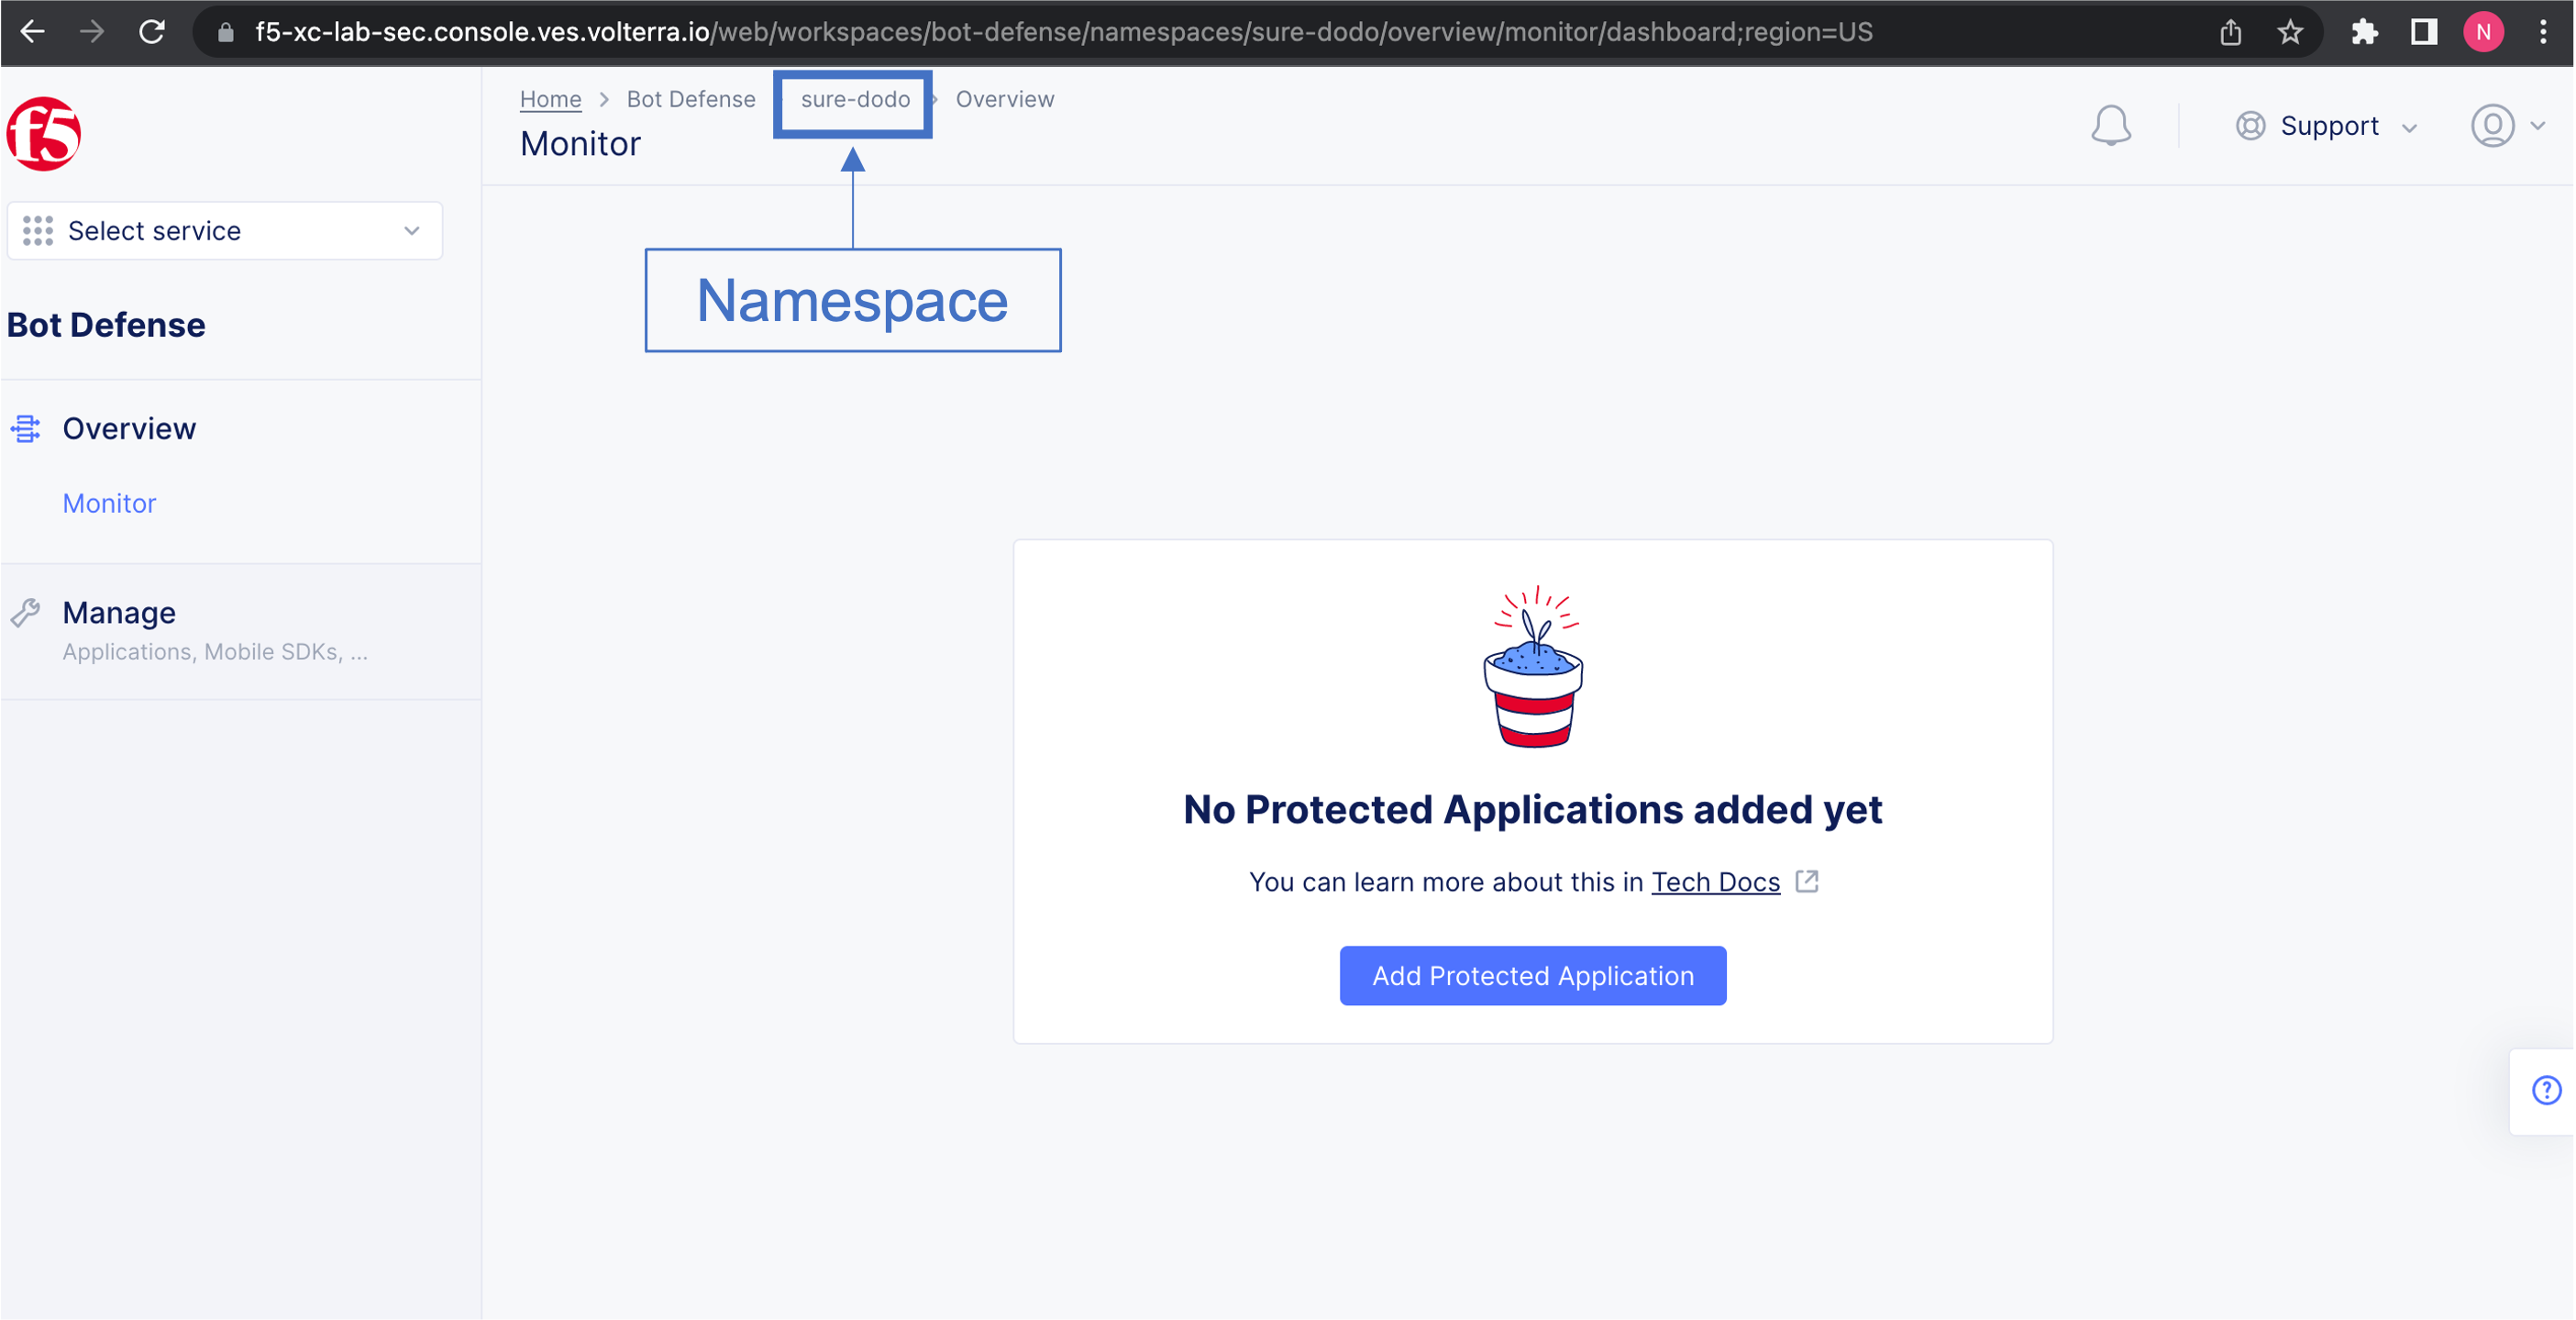 f5-xc-lab-sec.console.ves.volterra.io/web/workspaces/bot-defense/namespaces/sure-dodo/overview/monitor/dashboard;region=US
N
f5
Home > Bot Defense sure-dodo > Overview
Monitor
Support
Select service
Namespace
Bot Defense
Overview
Monitor
Manage
Applications, Mobile SDKs, ...
No Protected Applications added yet
You can learn more about this in Tech Docs
Add Protected Application
?